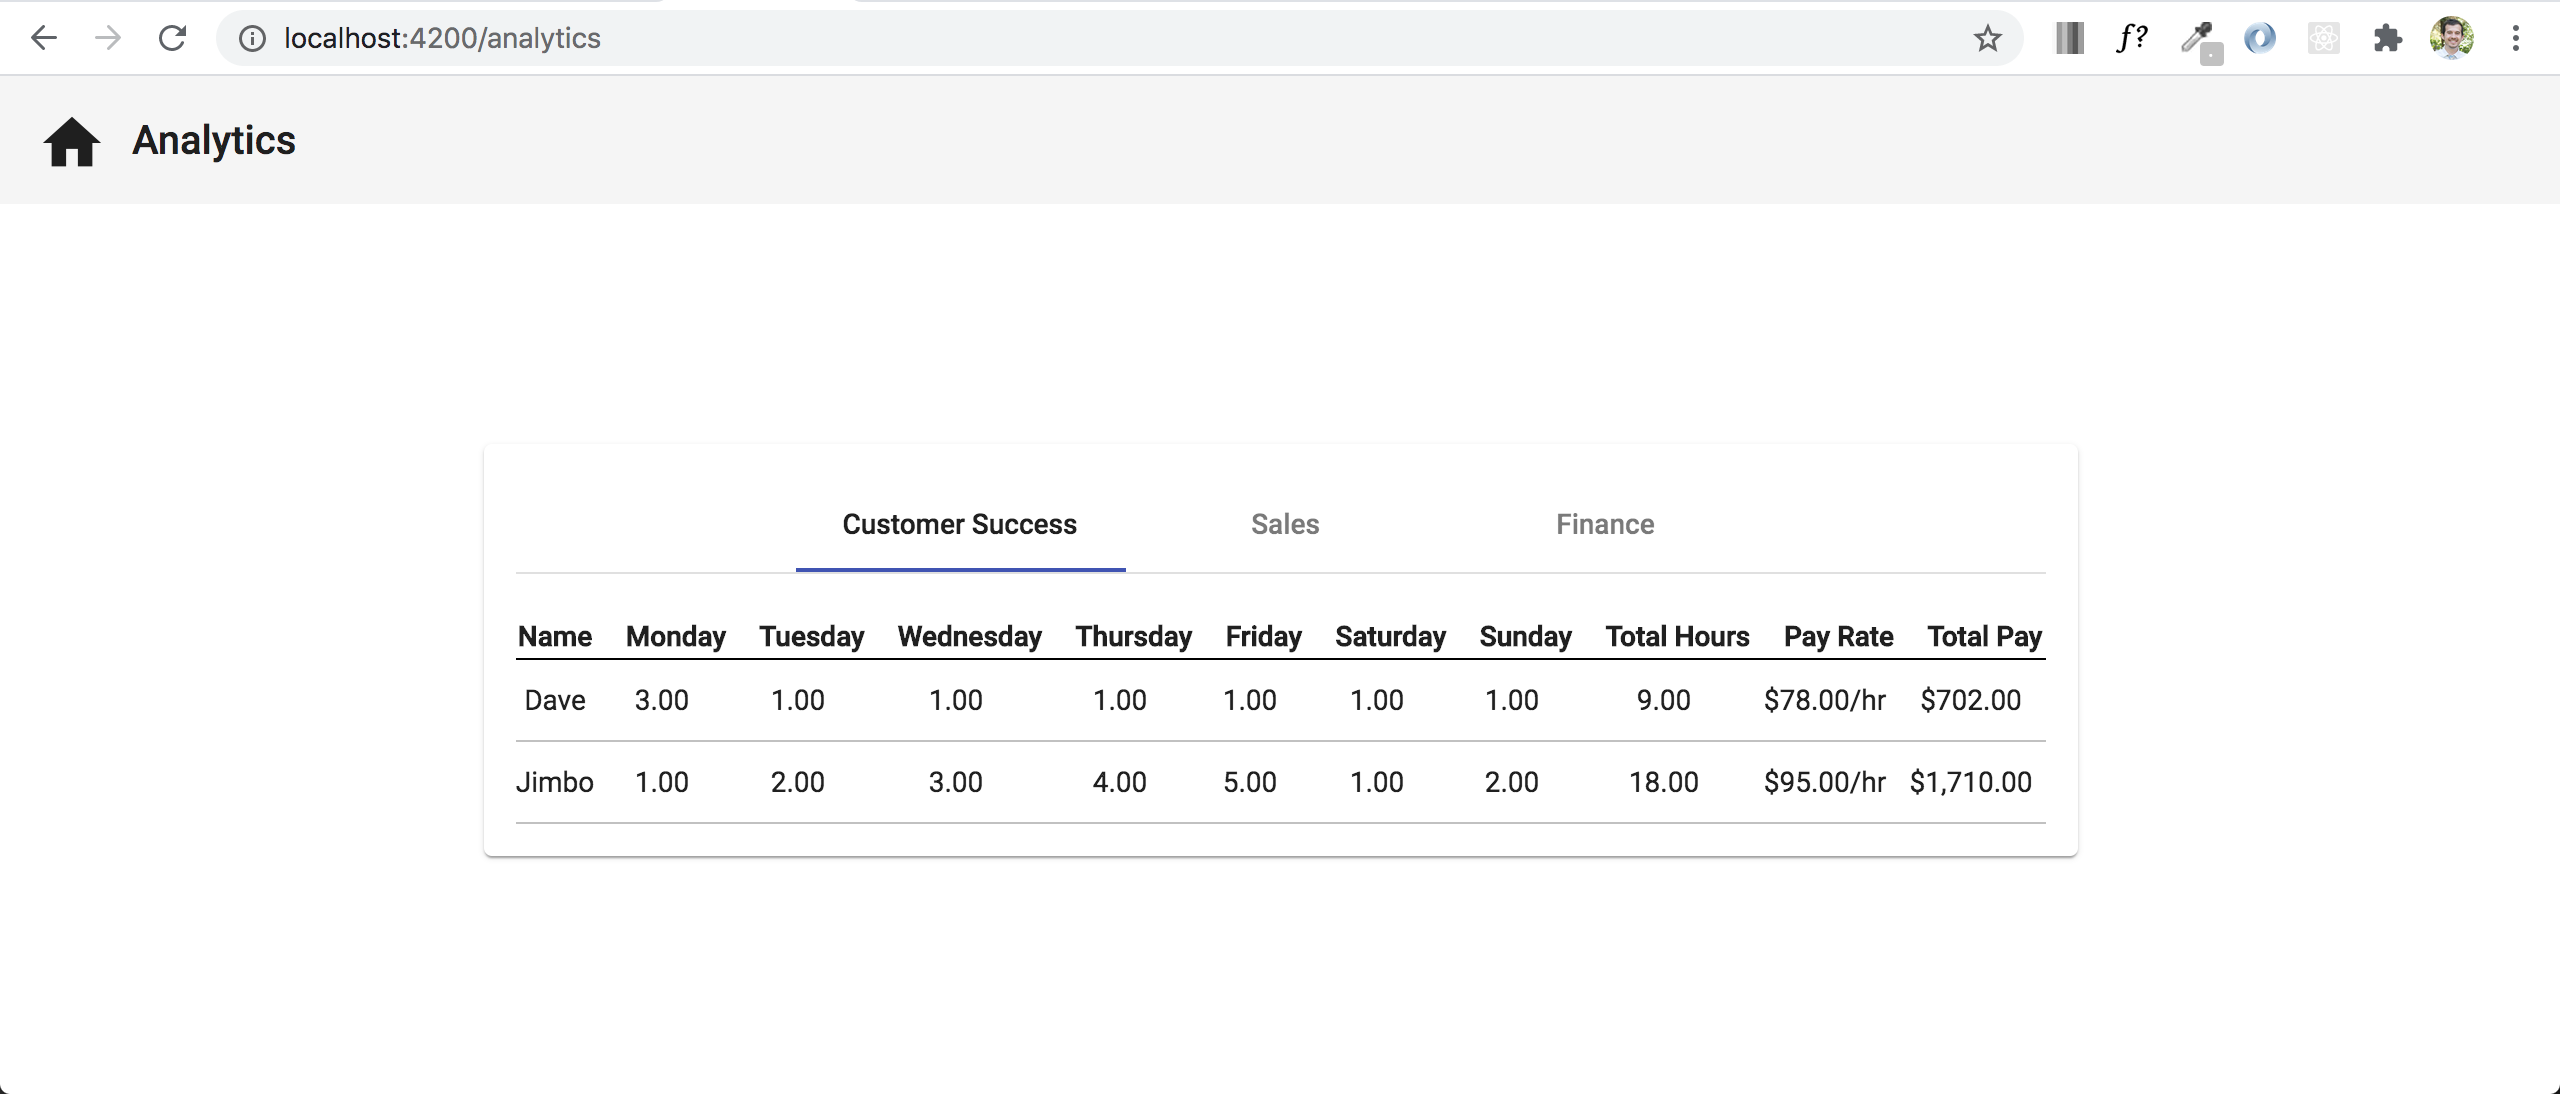 localhost:4200/analytics
f?
Analytics
Customer Success Sales Finance
Name Monday Tuesday Wednesday Thursday Friday Saturday Sunday Total Hours Pay Rate Total Pay
Dave 3.00 1.00 1.00 1.00 1.00 1.00 1.00 9.00 $78.00/hr $702.00
Jimbo 1.00 2.00 3.00 4.00 5.00 1.00 2.00 18.00 $95.00/hr $1,710.00